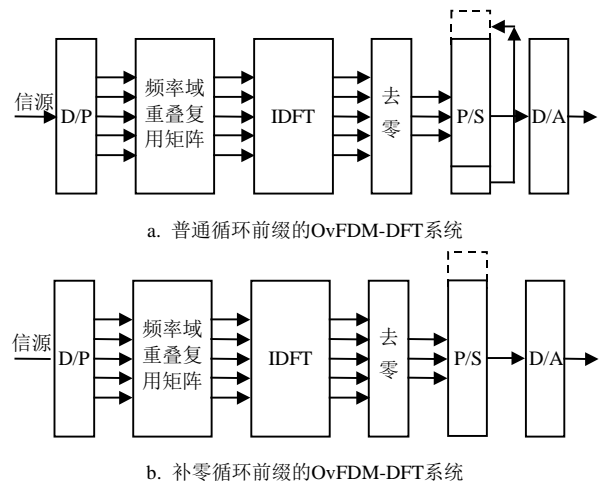 信源
D/P
频率域
重叠复
用矩阵
IDFT
去
零
P/S
D/A
a. 普通循环前缀的OvFDM-DFT系统
信源
D/P
频率域
重叠复
用矩阵
IDFT
去
零
P/S
D/A
b. 补零循环前缀的OvFDM-DFT系统